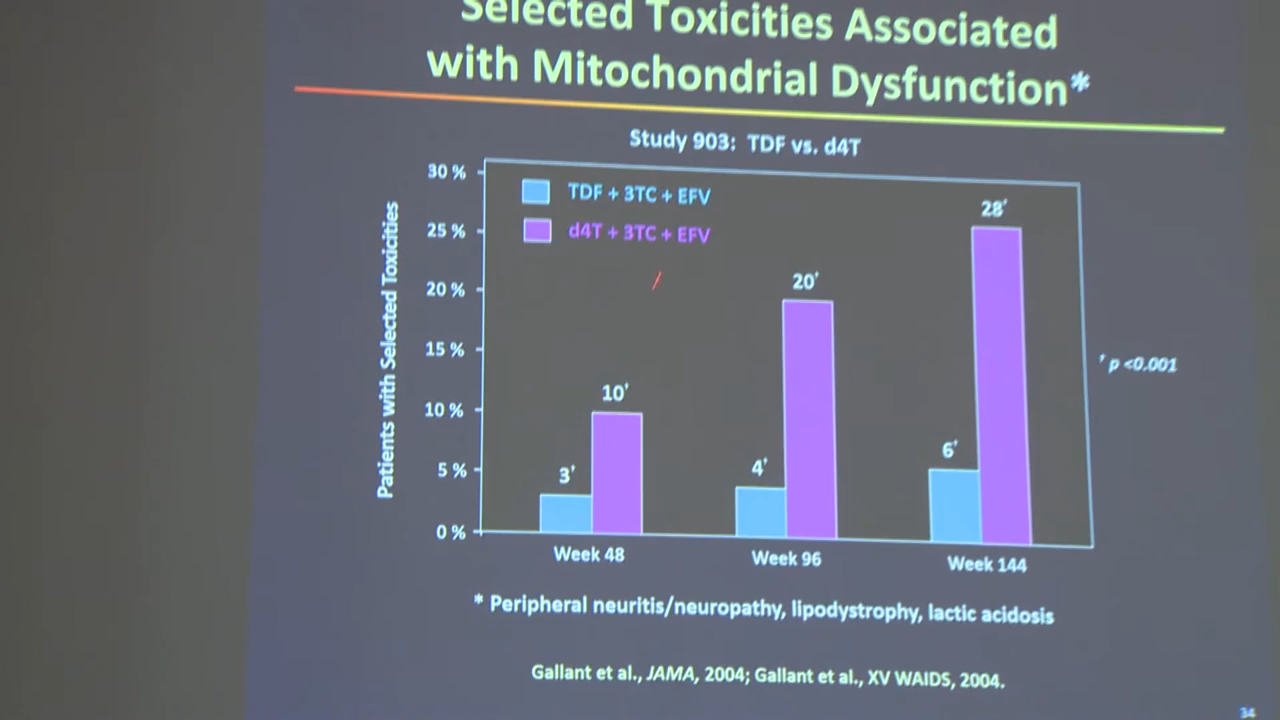 Selected Toxicities Associated
with Mitochondrial Dysfunction*
Study 903: TDF vs. d4T
30 %
25 %
20 %
15 %
10 %
5 %
0 %
Patients with Selected Toxicities
TDF + 3TC + EFV
d4T + 3TC + EFV
3†
10†
4†
20†
6†
28†
† p <0.001
Week 48
Week 96
Week 144
* Peripheral neuritis/neuropathy, lipodystrophy, lactic acidosis
Gallant et al., JAMA, 2004; Gallant et al., XV WAIDS, 2004.
34